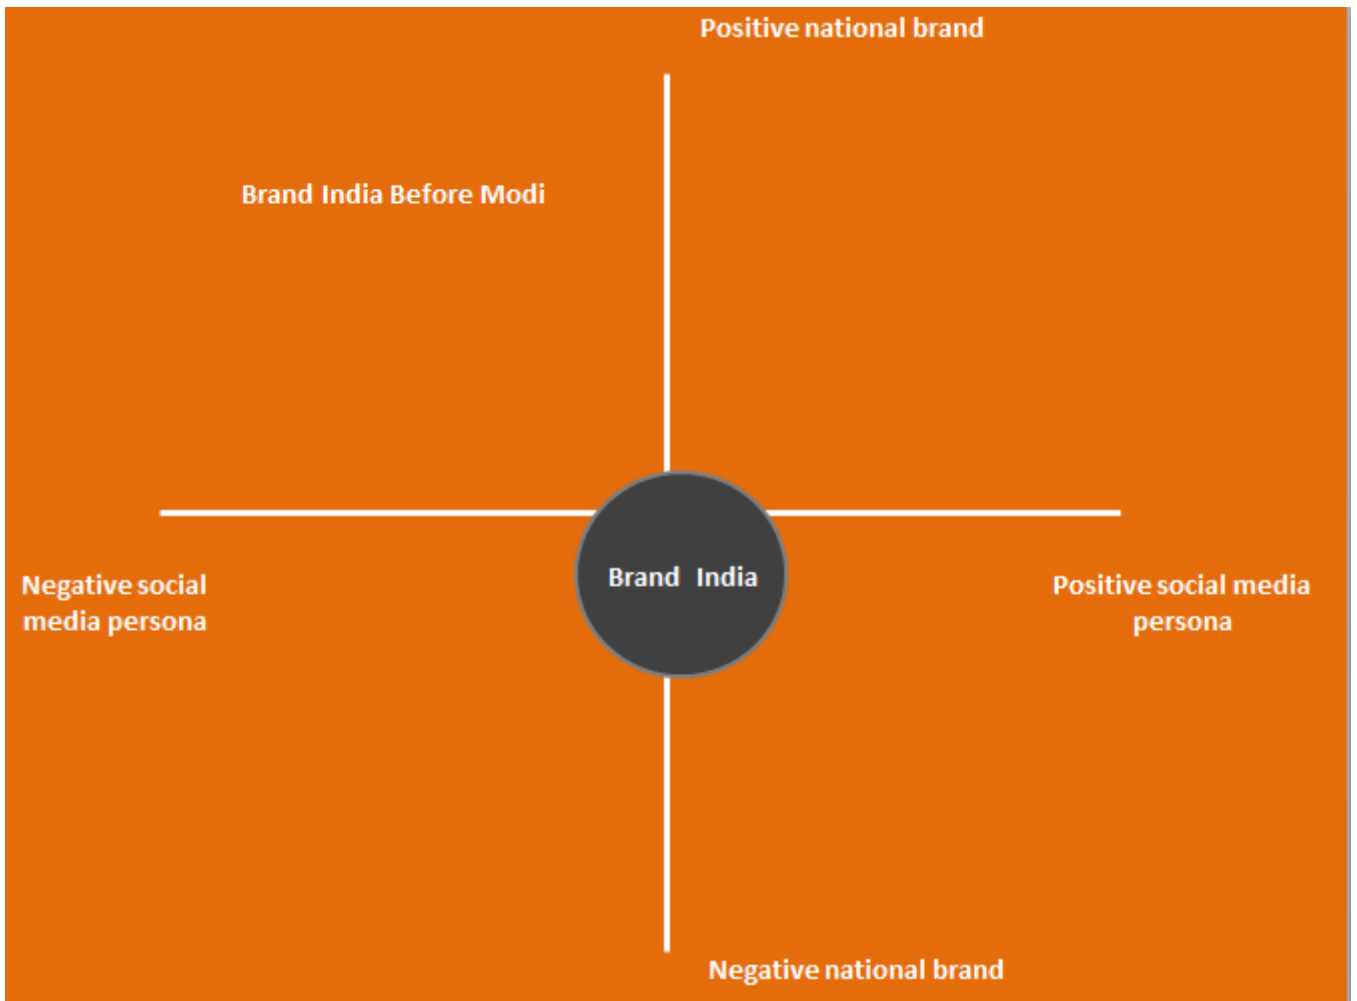 Positive national brand
Brand India Before Modi
Brand India
Negative social
media persona
Positive social media
persona
Negative national brand